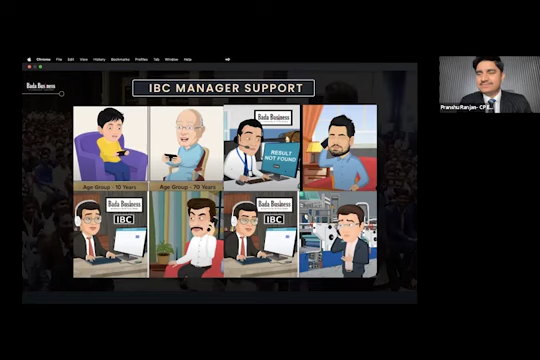 Chrome File Edit View History Bookmarks Profiles Tab Window Help
Bada Business
IBC MANAGER SUPPORT
Bada Business
RESULT
NOT FOUND
Age Group - 10 Years
Age Group - 70 Years
Bada Business
IBC
Bada Business
IBC
Pranshu Ranjan- CP